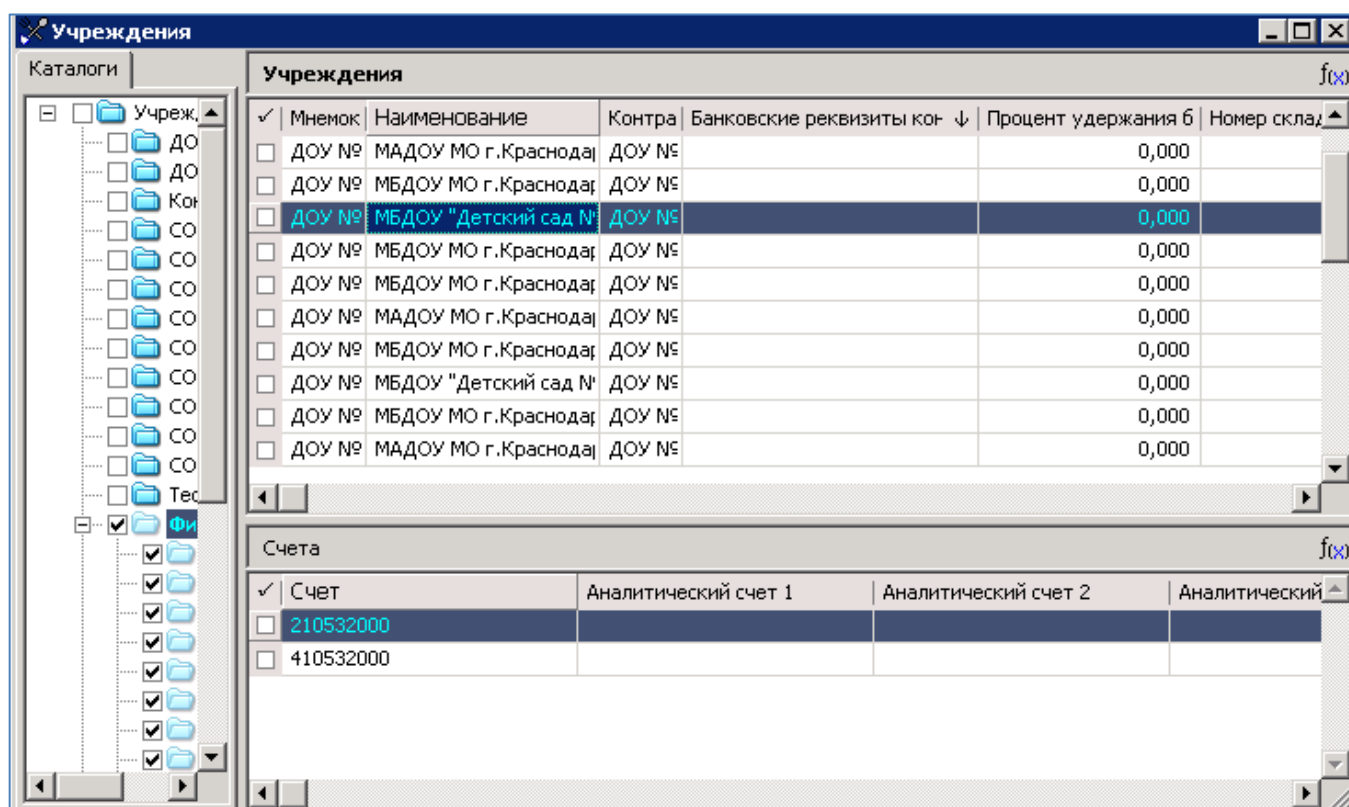 Учреждения
Каталоги
Учреж
ДО
ДО
Кон
СО
СО
СО
СО
СО
СО
СО
СО
СО
Тес
Фи
Учреждения f(x)
✓ Мнемок Наименование Контра Банковские реквизиты кон ↓ Процент удержания б Номер склад
ДОУ № МАДОУ МО г.Краснодар ДОУ № 0,000
ДОУ № МБДОУ МО г.Краснодар ДОУ № 0,000
ДОУ № МБДОУ "Детский сад № ДОУ № 0,000
ДОУ № МБДОУ МО г.Краснодар ДОУ № 0,000
ДОУ № МБДОУ МО г.Краснодар ДОУ № 0,000
ДОУ № МАДОУ МО г.Краснодар ДОУ № 0,000
ДОУ № МБДОУ МО г.Краснодар ДОУ № 0,000
ДОУ № МБДОУ "Детский сад № ДОУ № 0,000
ДОУ № МБДОУ МО г.Краснодар ДОУ № 0,000
ДОУ № МАДОУ МО г.Краснодар ДОУ № 0,000
Счета f(x)
✓ Счет Аналитический счет 1 Аналитический счет 2 Аналитический
210532000
410532000